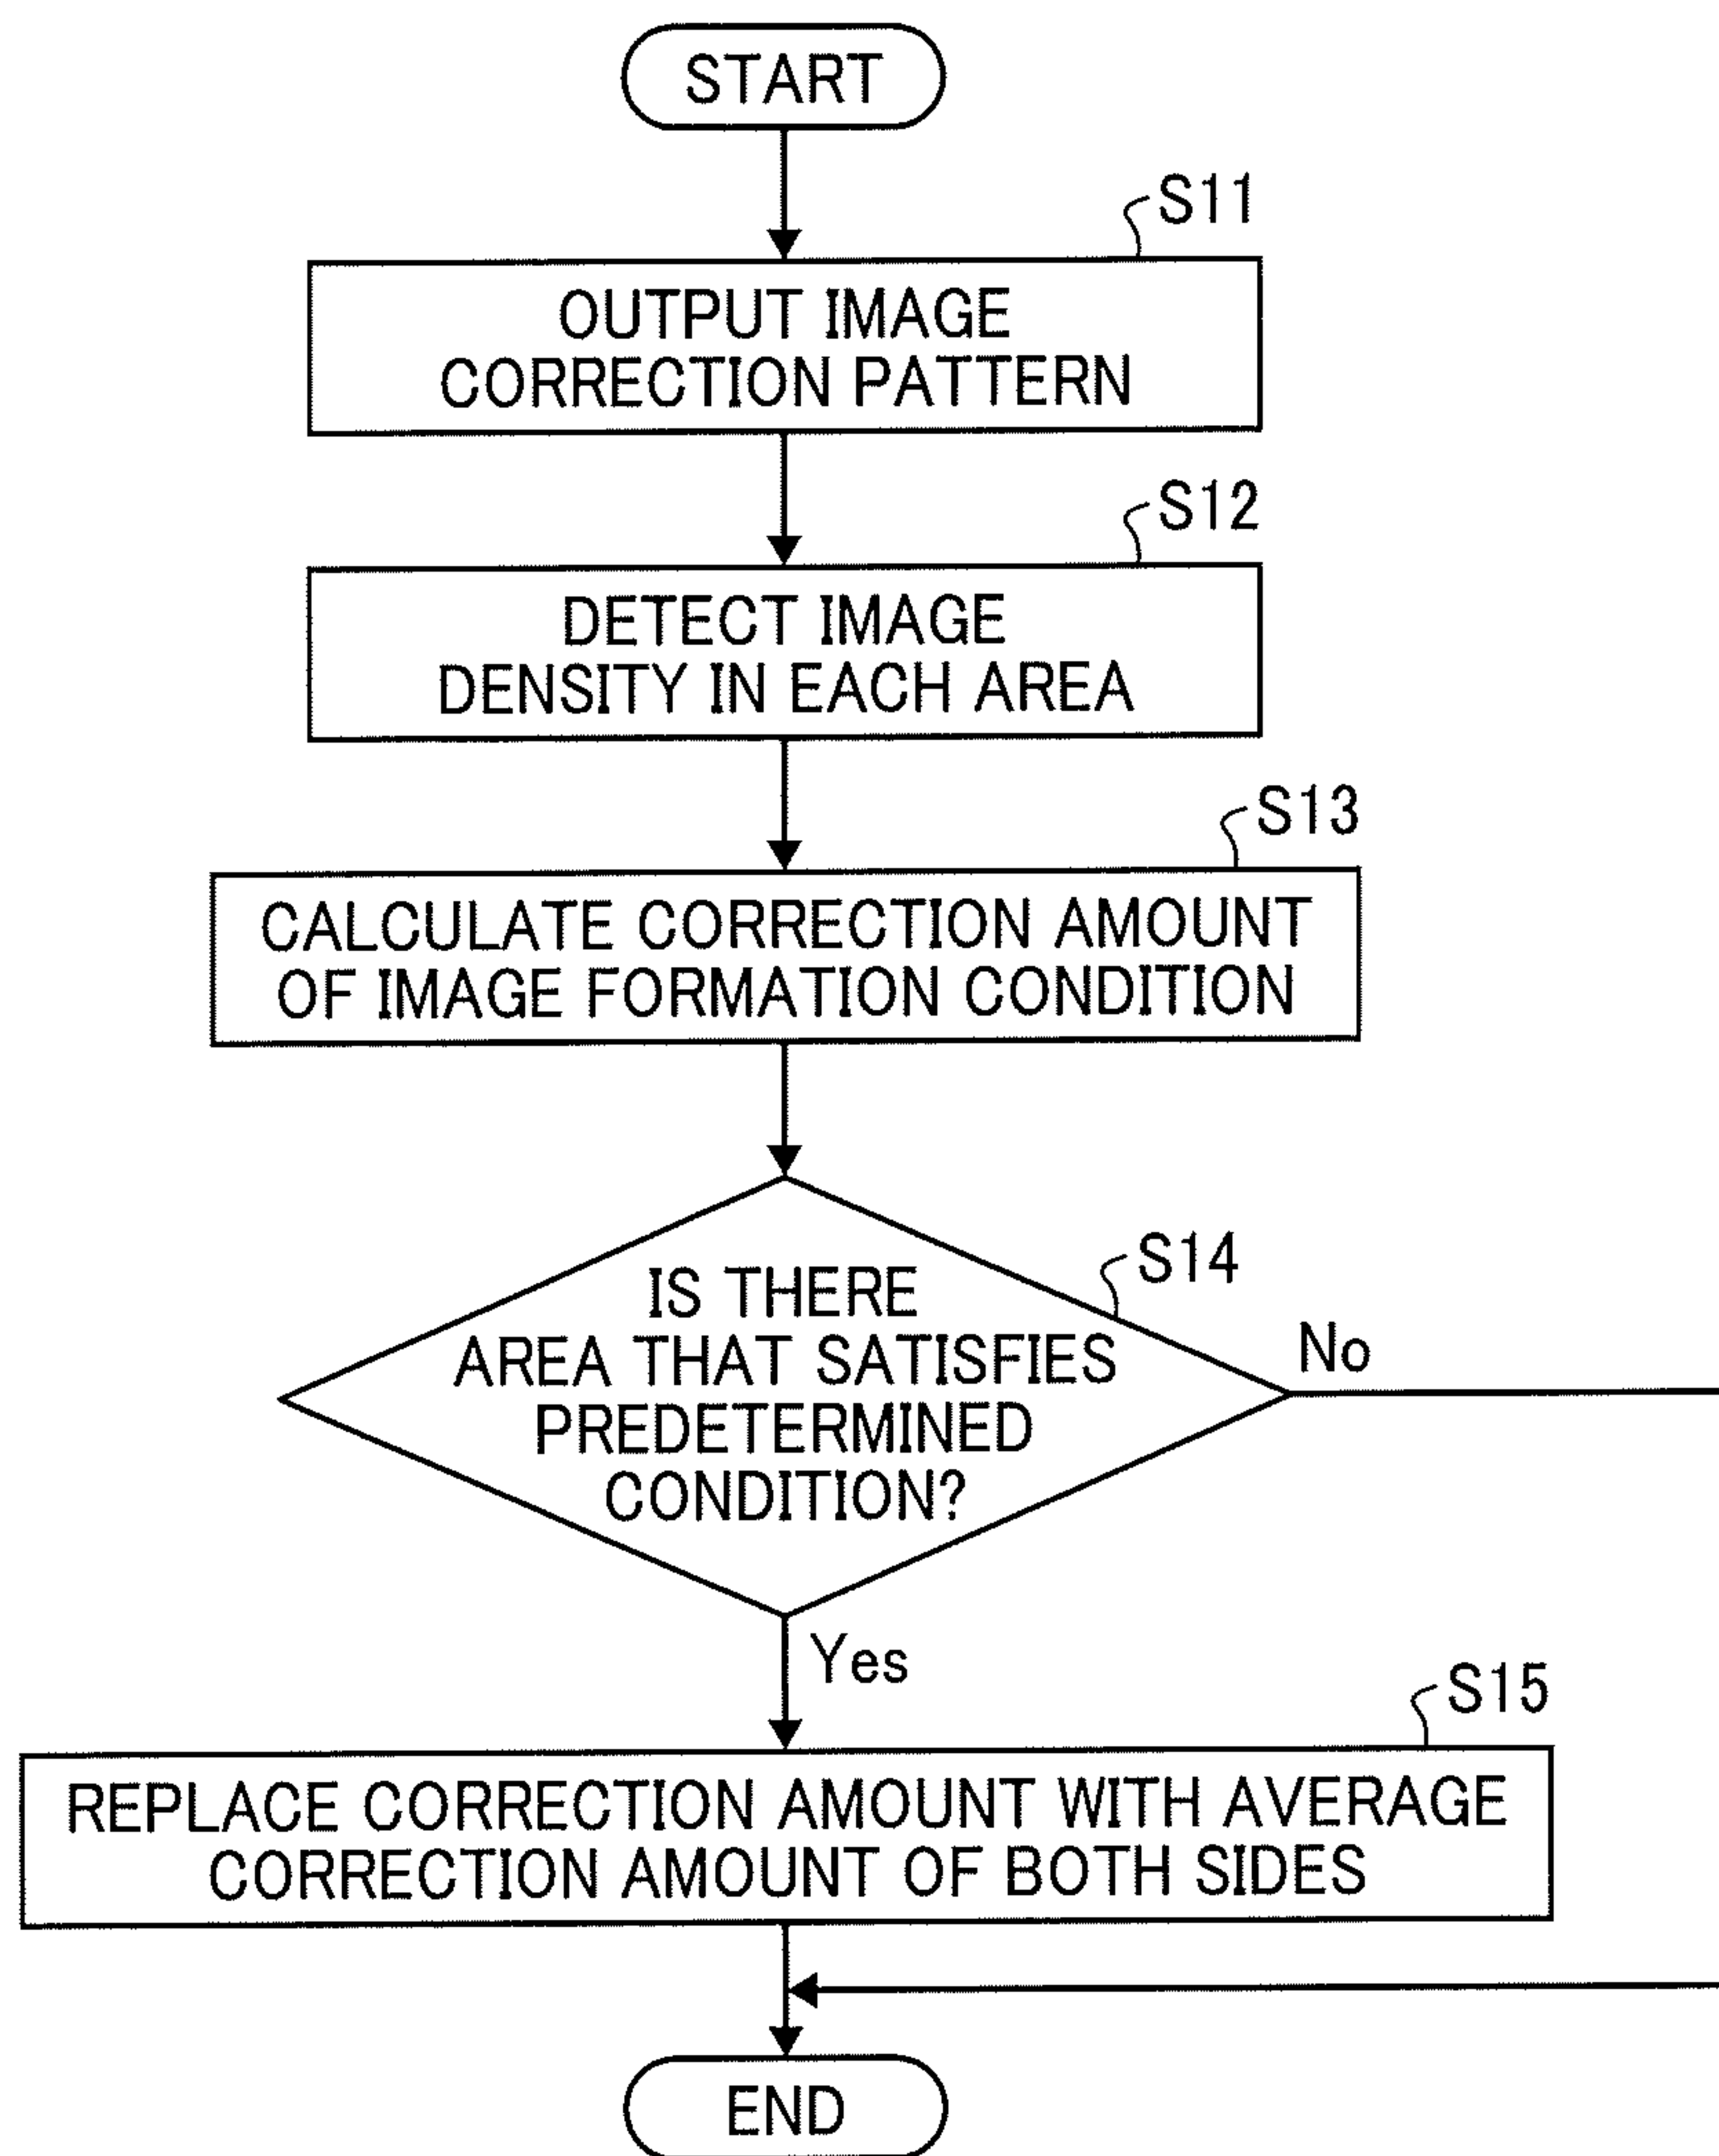 START
S11
OUTPUT IMAGE
CORRECTION PATTERN
S12
DETECT IMAGE
DENSITY IN EACH AREA
S13
CALCULATE CORRECTION AMOUNT
OF IMAGE FORMATION CONDITION
S14
IS THERE
AREA THAT SATISFIES
PREDETERMINED
CONDITION?
No
Yes
S15
REPLACE CORRECTION AMOUNT WITH AVERAGE
CORRECTION AMOUNT OF BOTH SIDES
END